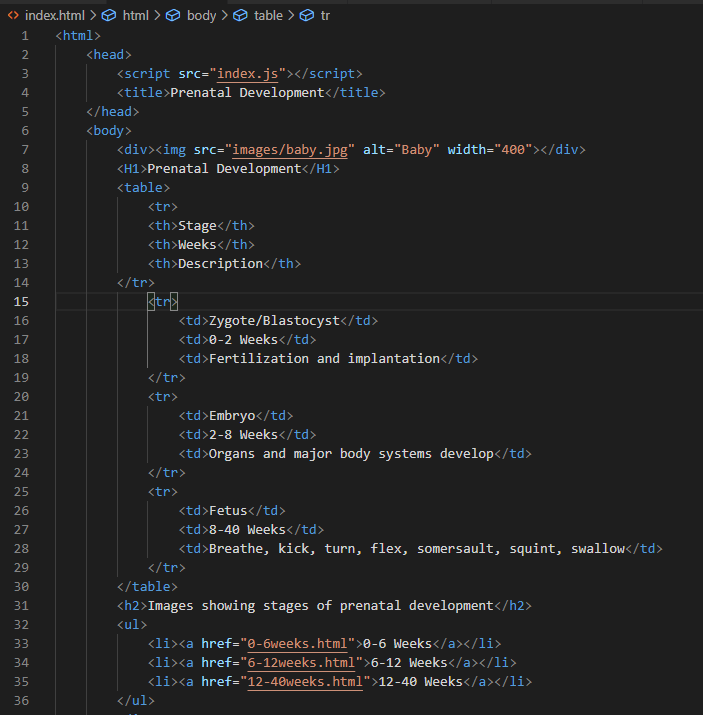 index.html > html > body > table > tr
1 <html>
2 <head>
3 <script src="index.js"></script>
4 <title>Prenatal Development</title>
5 </head>
6 <body>
7 <div><img src="images/baby.jpg" alt="Baby" width="400"></div>
8 <H1>Prenatal Development</H1>
9 <table>
10 <tr>
11 <th>Stage</th>
12 <th>Weeks</th>
13 <th>Description</th>
14 </tr>
15 <tr>
16 <td>Zygote/Blastocyst</td>
17 <td>0-2 Weeks</td>
18 <td>Fertilization and implantation</td>
19 </tr>
20 <tr>
21 <td>Embryo</td>
22 <td>2-8 Weeks</td>
23 <td>Organs and major body systems develop</td>
24 </tr>
25 <tr>
26 <td>Fetus</td>
27 <td>8-40 Weeks</td>
28 <td>Breathe, kick, turn, flex, somersault, squint, swallow</td>
29 </tr>
30 </table>
31 <h2>Images showing stages of prenatal development</h2>
32 <ul>
33 <li><a href="0-6weeks.html">0-6 Weeks</a></li>
34 <li><a href="6-12weeks.html">6-12 Weeks</a></li>
35 <li><a href="12-40weeks.html">12-40 Weeks</a></li>
36 </ul>